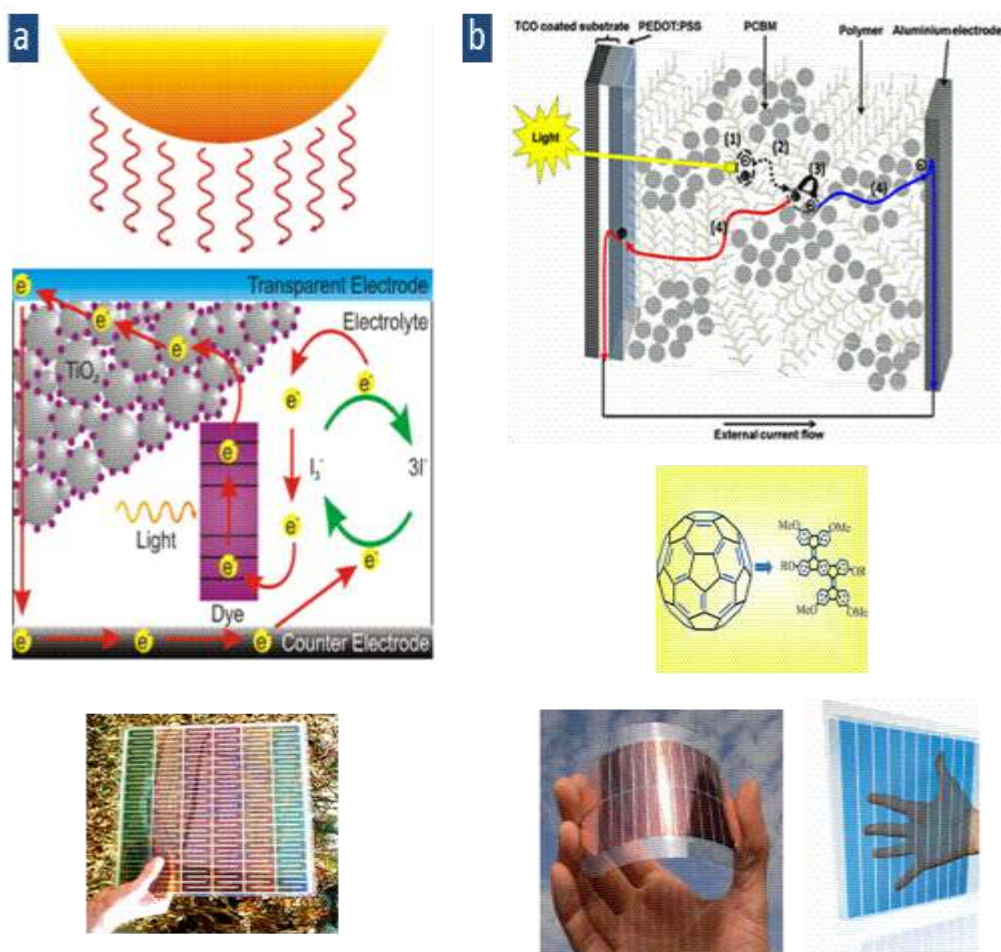 a
e-
Transparent Electrode
e-
e-
TiO2
Electrolyte
e-
e-
e-
I3-
3I-
Light
e-
e-
e-
Dye
e-
e-
e-
Counter Electrode
b
TCO coated substrate
PEDOT:PSS
PCBM
Polymer
Aluminium electrode
Light
(1)
(2)
(3)
(4)
(4)
External current flow
MeO
OMe
RO
OR
MeO
OMe